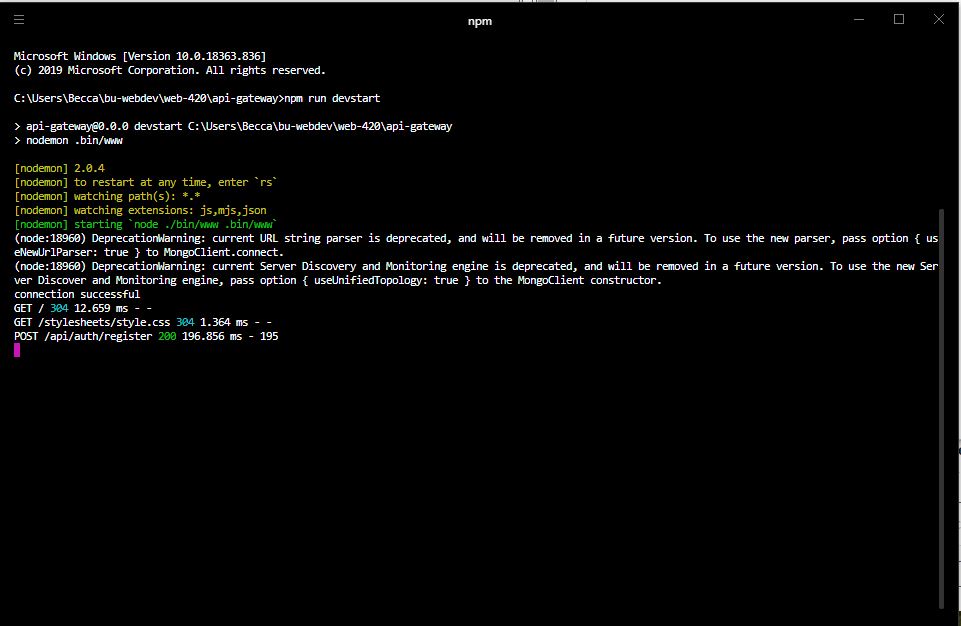 npm
Microsoft Windows [Version 10.0.18363.836]
(c) 2019 Microsoft Corporation. All rights reserved.
C:\Users\Becca\bu-webdev\web-420\api-gateway>npm run devstart
> api-gateway@0.0.0 devstart C:\Users\Becca\bu-webdev\web-420\api-gateway
> nodemon .bin/www
[nodemon] 2.0.4
[nodemon] to restart at any time, enter `rs`
[nodemon] watching path(s): *.*
[nodemon] watching extensions: js,mjs,json
[nodemon] starting `node ./bin/www .bin/www`
(node:18960) DeprecationWarning: current URL string parser is deprecated, and will be removed in a future version. To use the new parser, pass option { us
eNewUrlParser: true } to MongoClient.connect.
(node:18960) DeprecationWarning: current Server Discovery and Monitoring engine is deprecated, and will be removed in a future version. To use the new Ser
ver Discover and Monitoring engine, pass option { useUnifiedTopology: true } to the MongoClient constructor.
connection successful
GET / 304 12.659 ms - -
GET /stylesheets/style.css 304 1.364 ms - -
POST /api/auth/register 200 196.856 ms - 195